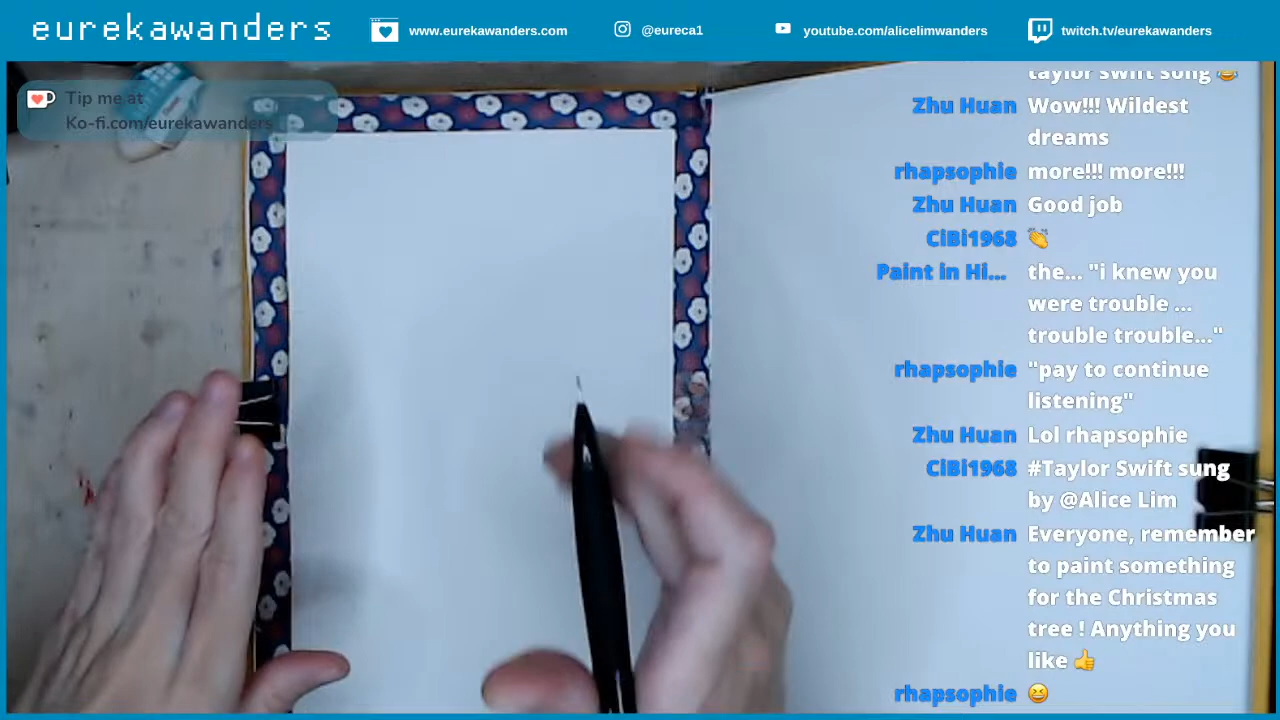 eurekawanders
www.eurekawanders.com
@eureca1
youtube.com/alicelimwanders
twitch.tv/eurekawanders
Tip me at
Ko-fi.com/eurekawanders
taylor swift song 😂
Zhu Huan Wow!!! Wildest
dreams
rhapsophie more!!! more!!!
Zhu Huan Good job
CiBi1968 👏
Paint in Hi... the... "i knew you
were trouble ...
trouble trouble..."
rhapsophie "pay to continue
listening"
Zhu Huan Lol rhapsophie
CiBi1968 #Taylor Swift sung
by @Alice Lim
Zhu Huan Everyone, remember
to paint something
for the Christmas
tree ! Anything you
like 👍
rhapsophie 😆